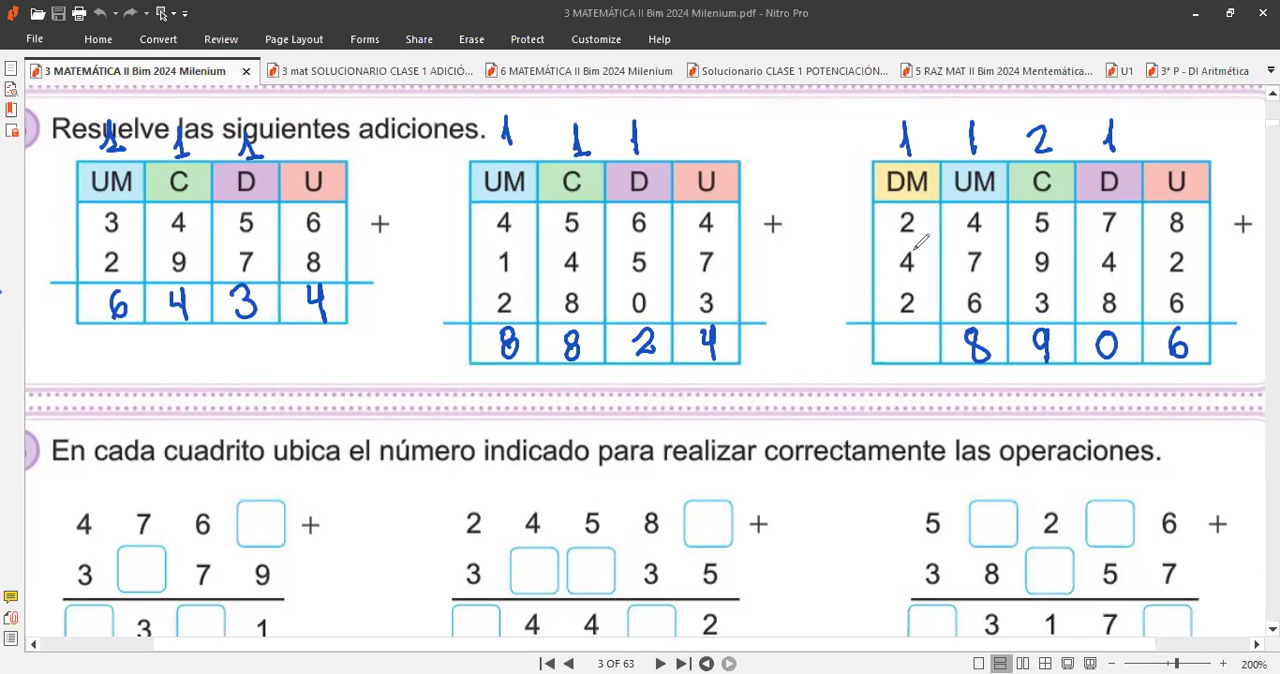 3 MATEMÁTICA II Bim 2024 Milenium.pdf - Nitro Pro
File Home Convert Review Page Layout Forms Share Erase Protect Customize Help
3 MATEMÁTICA II Bim 2024 Milenium 3 mat SOLUCIONARIO CLASE 1 ADICIÓ... 6 MATEMÁTICA II Bim 2024 Milenium Solucionario CLASE 1 POTENCIACIÓN... 5 RAZ MAT II Bim 2024 Mentemática... U1 3° P - DI Aritmética
Resuelve las siguientes adiciones.
1 1 1
UM C D U
3 4 5 6 +
2 9 7 8
6 4 3 4
1 1 1
UM C D U
4 5 6 4 +
1 4 5 7
2 8 0 3
8 8 2 4
1 1 2 1
DM UM C D U
2 4 5 7 8 +
4 7 9 4 2
2 6 3 8 6
8 9 0 6
En cada cuadrito ubica el número indicado para realizar correctamente las operaciones.
4 7 6 +
3 7 9
3 1
2 4 5 8 +
3 3 5
4 4 2
5 2 6 +
3 8 5 7
3 1 7
3 OF 63
200%